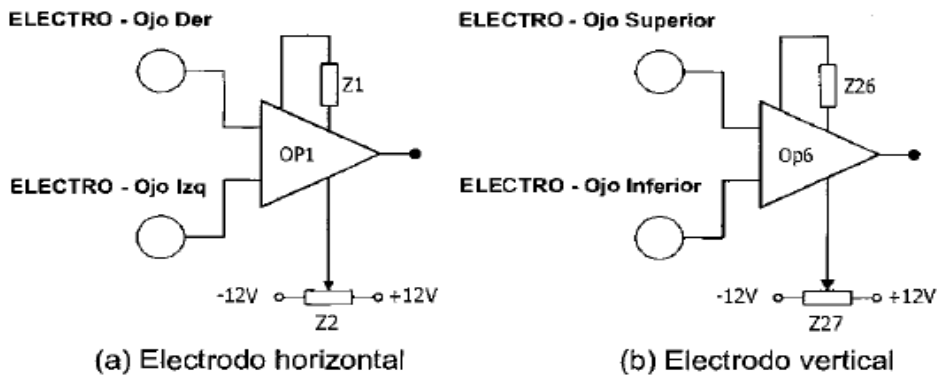 ELECTRO - Ojo Der
Z1
OP1
ELECTRO - Ojo Izq
-12V
+12V
Z2
(a) Electrodo horizontal
ELECTRO - Ojo Superior
Z26
Op6
ELECTRO - Ojo Inferior
-12V
+12V
Z27
(b) Electrodo vertical